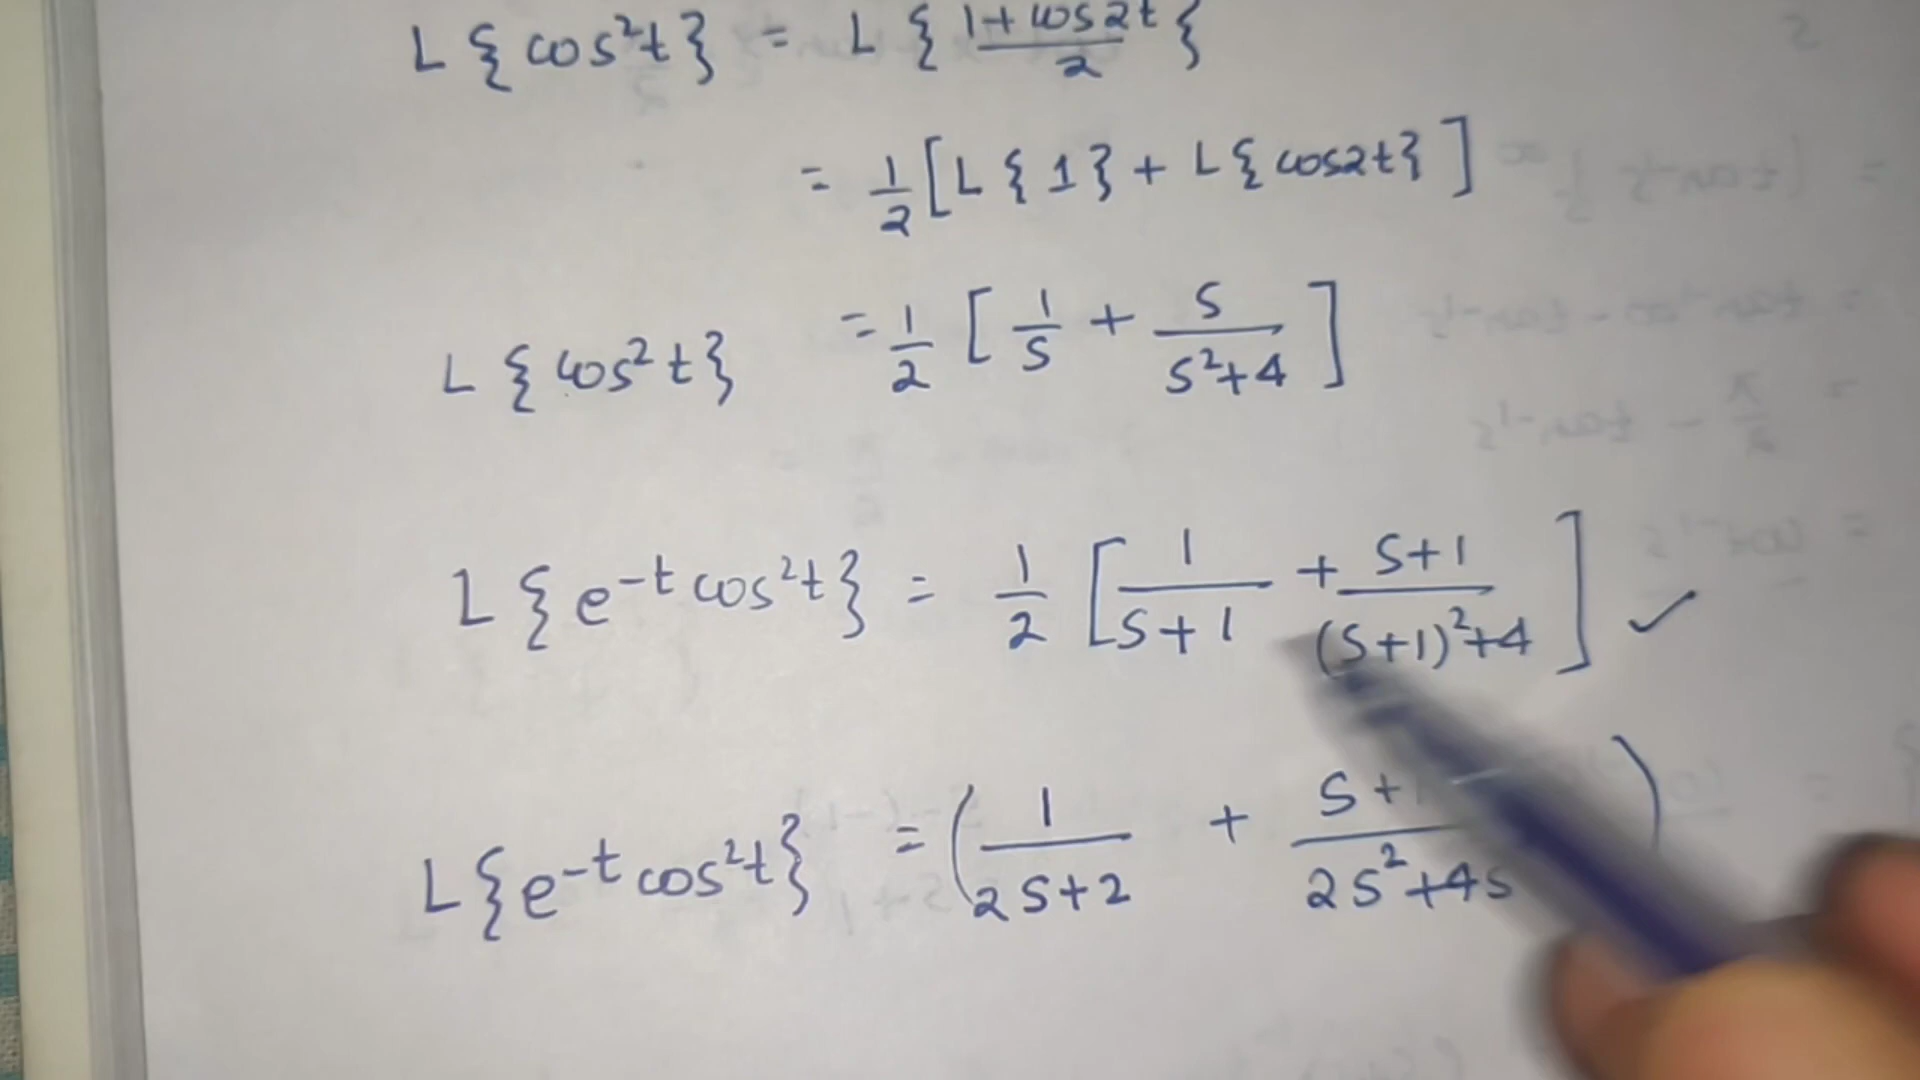 L{cos²t} = L{(1+cos2t)/2}
= 1/2 [L{1} + L{cos2t}]
L{cos²t} = 1/2 [1/s + s/(s²+4)]
L{e^-t cos²t} = 1/2 [1/(s+1) + (s+1)/((s+1)²+4)] ✓
L{e^-t cos²t} = (1/(2s+2) + (s+)/(2s²+4s))